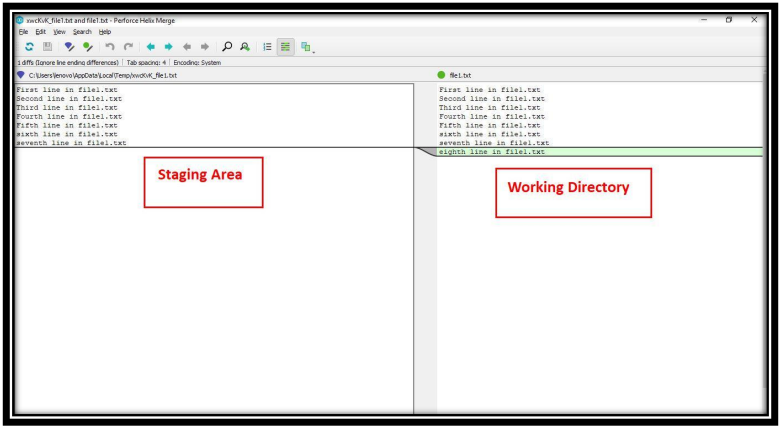 xwcKvK_file1.txt and file1.txt - Perforce Helix Merge
File Edit View Search Help
1 diffs (Ignore line ending differences) Tab spacing: 4 Encoding: System
C:/Users/lenovo/AppData/Local/Temp/xwcKvK_file1.txt
First line in file1.txt
Second line in file1.txt
Third line in file1.txt
Fourth line in file1.txt
Fifth line in file1.txt
sixth line in file1.txt
seventh line in file1.txt
Staging Area
file1.txt
First line in file1.txt
Second line in file1.txt
Third line in file1.txt
Fourth line in file1.txt
Fifth line in file1.txt
sixth line in file1.txt
seventh line in file1.txt
eighth line in file1.txt
Working Directory